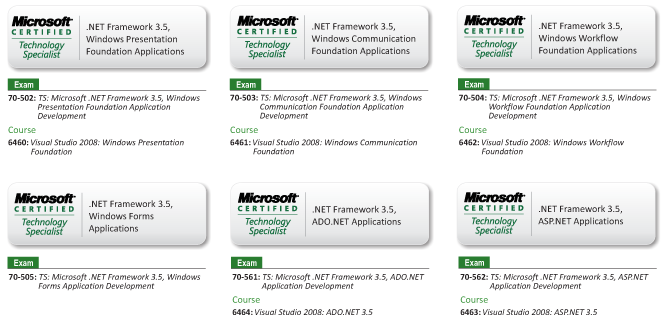 Microsoft
CERTIFIED
Technology
Specialist
.NET Framework 3.5,
Windows Presentation
Foundation Applications
Exam
70-502: TS: Microsoft .NET Framework 3.5, Windows
Presentation Foundation Application
Development
Course
6460: Visual Studio 2008: Windows Presentation
Foundation
Microsoft
CERTIFIED
Technology
Specialist
.NET Framework 3.5,
Windows Communication
Foundation Applications
Exam
70-503: TS: Microsoft .NET Framework 3.5, Windows
Communication Foundation Application
Development
Course
6461: Visual Studio 2008: Windows Communication
Foundation
Microsoft
CERTIFIED
Technology
Specialist
.NET Framework 3.5,
Windows Workflow
Foundation Applications
Exam
70-504: TS: Microsoft .NET Framework 3.5, Windows
Workflow Foundation Application
Development
Course
6462: Visual Studio 2008: Windows Workflow
Foundation
Microsoft
CERTIFIED
Technology
Specialist
.NET Framework 3.5,
Windows Forms
Applications
Exam
70-505: TS: Microsoft .NET Framework 3.5, Windows
Forms Application Development
Microsoft
CERTIFIED
Technology
Specialist
.NET Framework 3.5,
ADO.NET Applications
Exam
70-561: TS: Microsoft .NET Framework 3.5, ADO.NET
Application Development
Course
6464: Visual Studio 2008: ADO.NET 3.5
Microsoft
CERTIFIED
Technology
Specialist
.NET Framework 3.5,
ASP.NET Applications
Exam
70-562: TS: Microsoft .NET Framework 3.5, ASP.NET
Application Development
Course
6463: Visual Studio 2008: ASP.NET 3.5